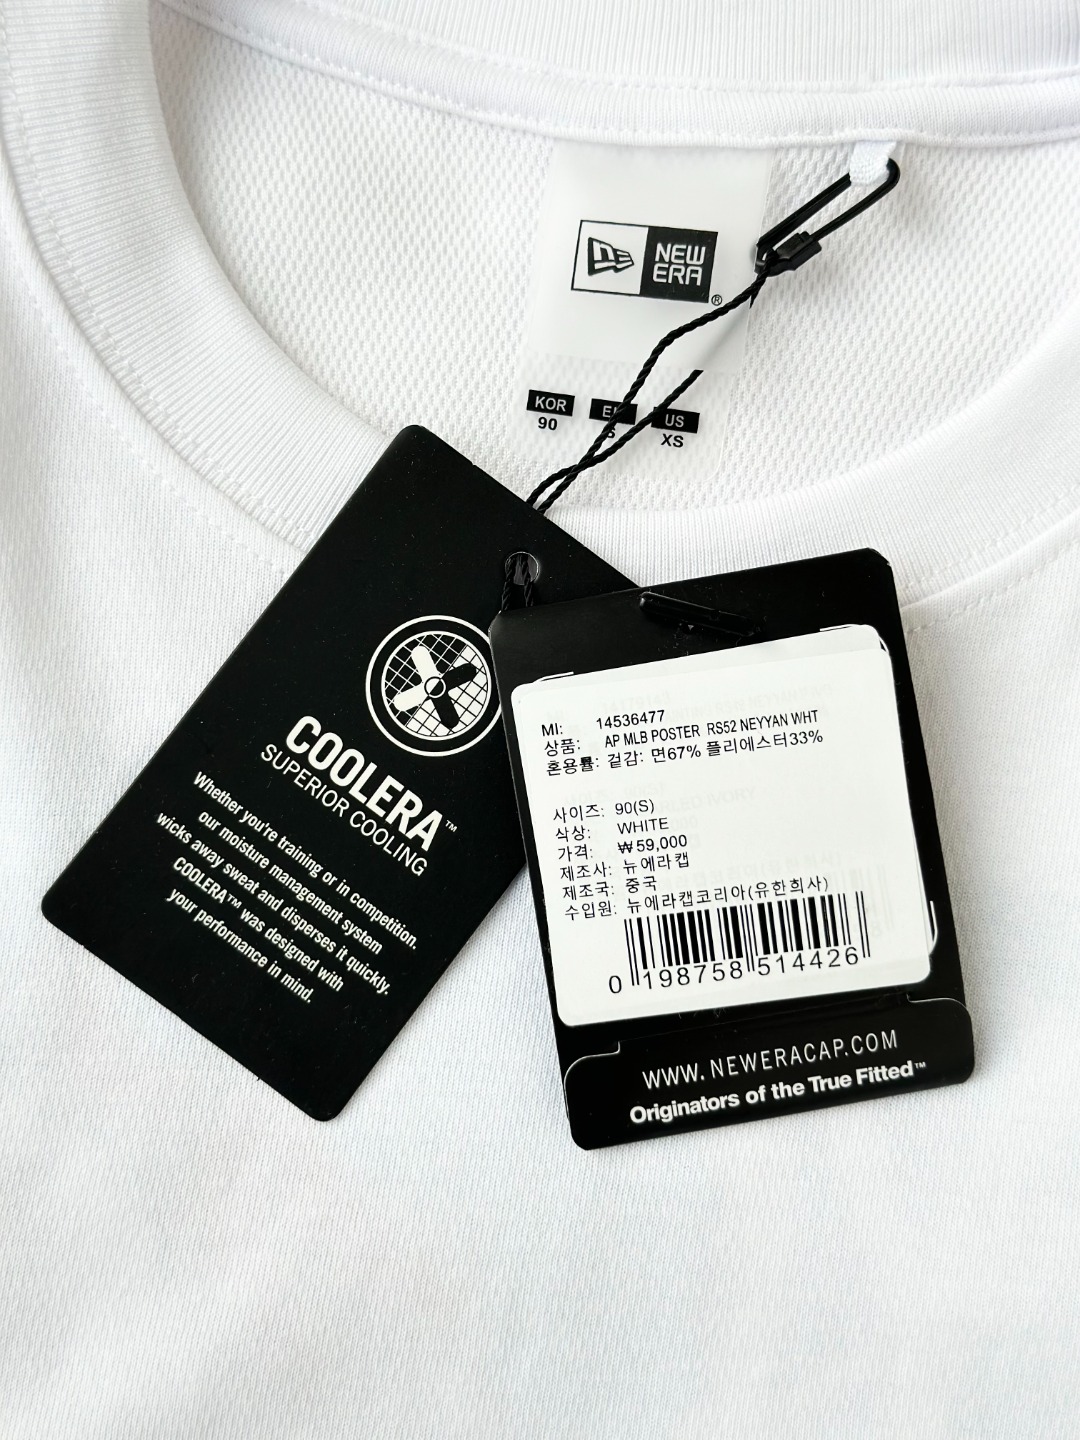 NEW
ERA
®
KOR
90
US
XS
COOLERA™
SUPERIOR COOLING
Whether you're training or in competition.
our moisture management system
wicks away sweat and disperses it quickly.
COOLERA™ was designed with
your performance in mind.
MI: 14536477
상품: AP MLB POSTER RS52 NEYYAN WHT
혼용률: 겉감: 면67% 폴리에스터33%
사이즈: 90(S)
삭상: WHITE
가격: ₩59,000
제조사: 뉴에라캡
제조국: 중국
수입원: 뉴에라캡코리아(유한회사)
0 198758 514426
WWW.NEWERACAP.COM
Originators of the True Fitted™